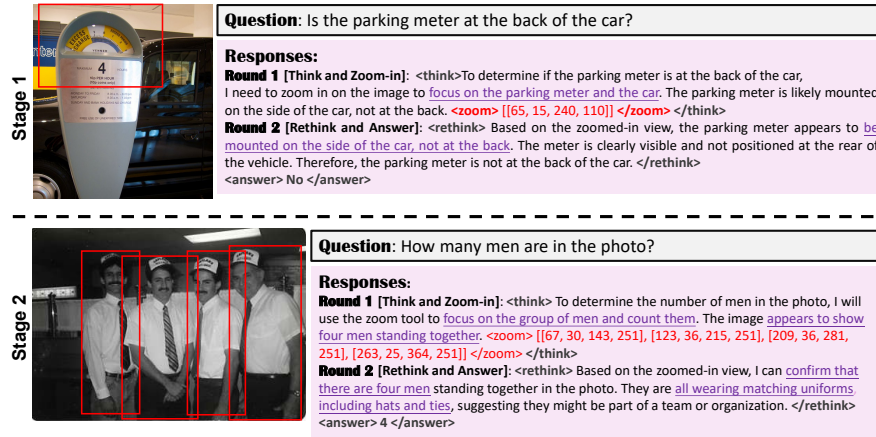 Stage 1
4
Question: Is the parking meter at the back of the car?
Responses:
Round 1 [Think and Zoom-in]: <think>To determine if the parking meter is at the back of the car,
I need to zoom in on the image to focus on the parking meter and the car. The parking meter is likely mounted
on the side of the car, not at the back. <zoom> [[65, 15, 240, 110]] </zoom> </think>
Round 2 [Rethink and Answer]: <rethink> Based on the zoomed-in view, the parking meter appears to be
mounted on the side of the car, not at the back. The meter is clearly visible and not positioned at the rear of
the vehicle. Therefore, the parking meter is not at the back of the car. </rethink>
<answer> No </answer>
Stage 2
Question: How many men are in the photo?
Responses:
Round 1 [Think and Zoom-in]: <think> To determine the number of men in the photo, I will
use the zoom tool to focus on the group of men and count them. The image appears to show
four men standing together. <zoom> [[67, 30, 143, 251], [123, 36, 215, 251], [209, 36, 281,
251], [263, 25, 364, 251]] </zoom> </think>
Round 2 [Rethink and Answer]: <rethink> Based on the zoomed-in view, I can confirm that
there are four men standing together in the photo. They are all wearing matching uniforms,
including hats and ties, suggesting they might be part of a team or organization. </rethink>
<answer> 4 </answer>